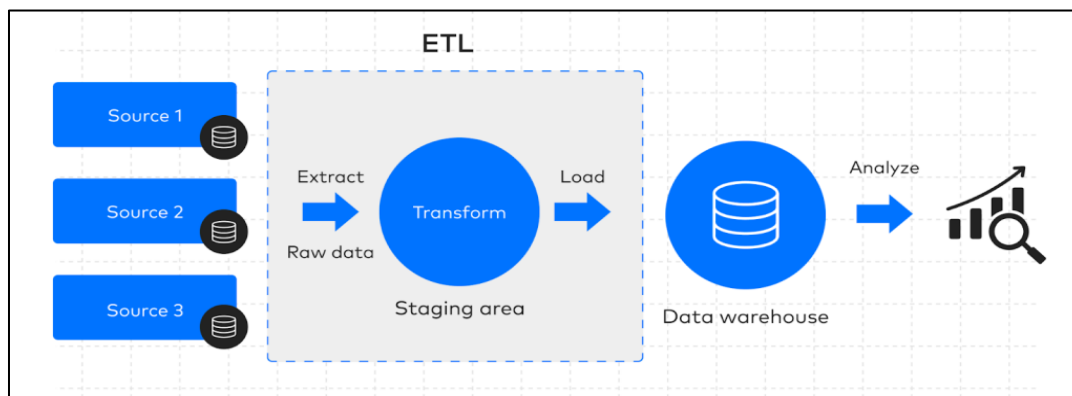 ETL
Source 1
Source 2
Source 3
Extract
Raw data
Transform
Staging area
Load
Data warehouse
Analyze